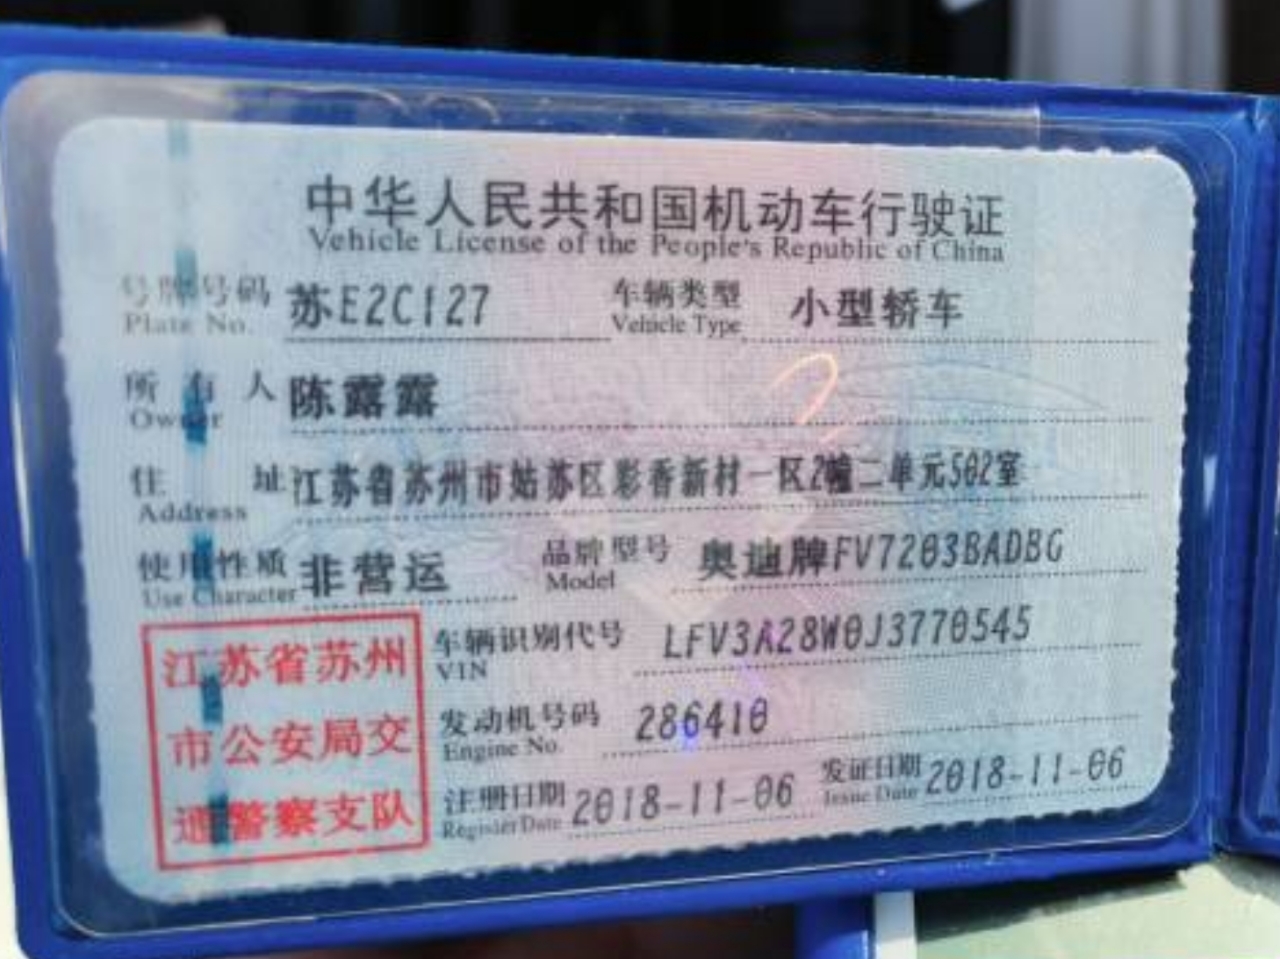 中华人民共和国机动车行驶证
Vehicle License of the People's Republic of China
号牌号码 苏E2C127 车辆类型 小型轿车
Plate No. Vehicle Type
所有人 陈露露
Owner
住址 江苏省苏州市姑苏区彩香新村一区2幢二单元502室
Address
使用性质 非营运 品牌型号 奥迪牌FV7203BADBG
Use Character Model
江苏省苏州
市公安局交
通警察支队
车辆识别代号 LFV3A28W0J3770545
VIN
发动机号码 286410
Engine No.
注册日期 2018-11-06 发证日期 2018-11-06
Register Date Issue Date